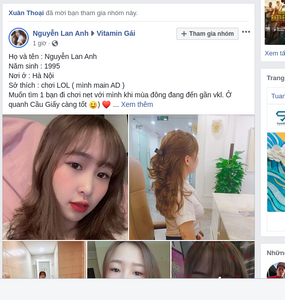 Xuân Thoại đã mời bạn tham gia nhóm này.
Nguyễn Lan Anh ▸ Vitamin Gái
+ Tham gia nhóm
1 giờ ·
Họ và tên : Nguyễn Lan Anh
Năm sinh : 1995
Nơi ở : Hà Nội
Sở thích : chơi LOL ( mình main AD )
Muốn tìm 1 bạn đi chơi net với mình khi mùa đông đang đến gần vkl. Ở
quanh Cầu Giấy càng tốt 😉) ❤️ ... Xem thêm
Xem tấ
Trang
Tuan
Những